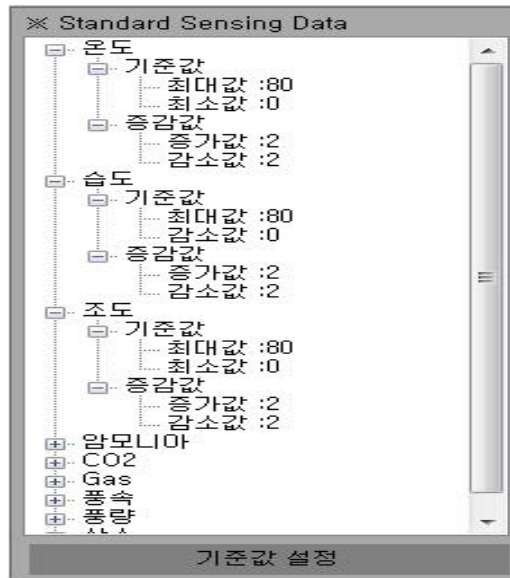 ※ Standard Sensing Data
온도
기준값
최대값 :80
최소값 :0
증감값
증가값 :2
감소값 :2
습도
기준값
최대값 :80
감소값 :0
증감값
증가값 :2
감소값 :2
조도
기준값
최대값 :80
최소값 :0
증감값
증가값 :2
감소값 :2
암모니아
CO2
Gas
풍속
풍량
기준값 설정